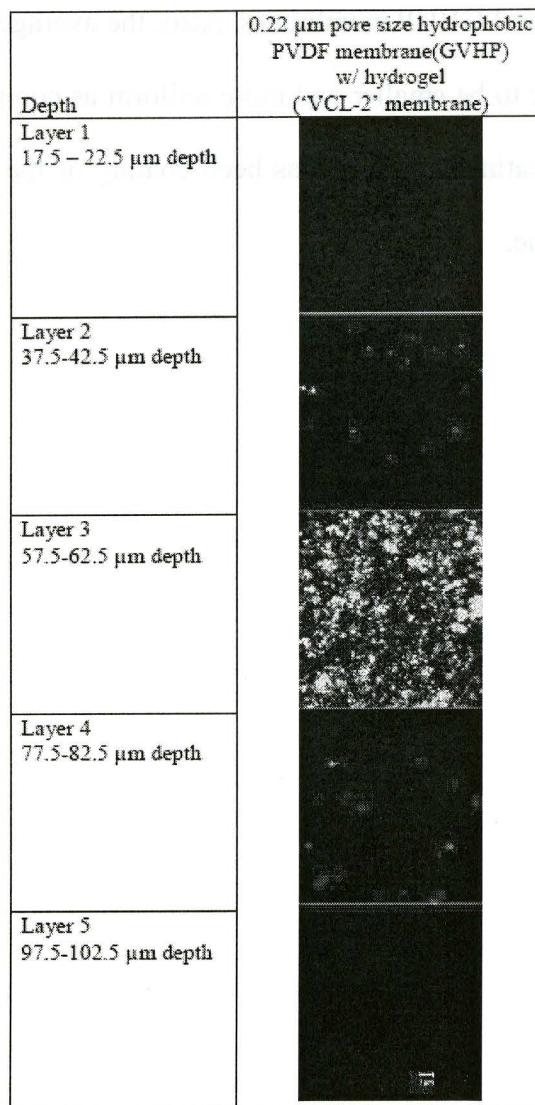 Depth
0.22 μm pore size hydrophobic
PVDF membrane(GVHP)
w/ hydrogel
('VCL-2' membrane)
Layer 1
17.5 – 22.5 μm depth
Layer 2
37.5-42.5 μm depth
Layer 3
57.5-62.5 μm depth
Layer 4
77.5-82.5 μm depth
Layer 5
97.5-102.5 μm depth